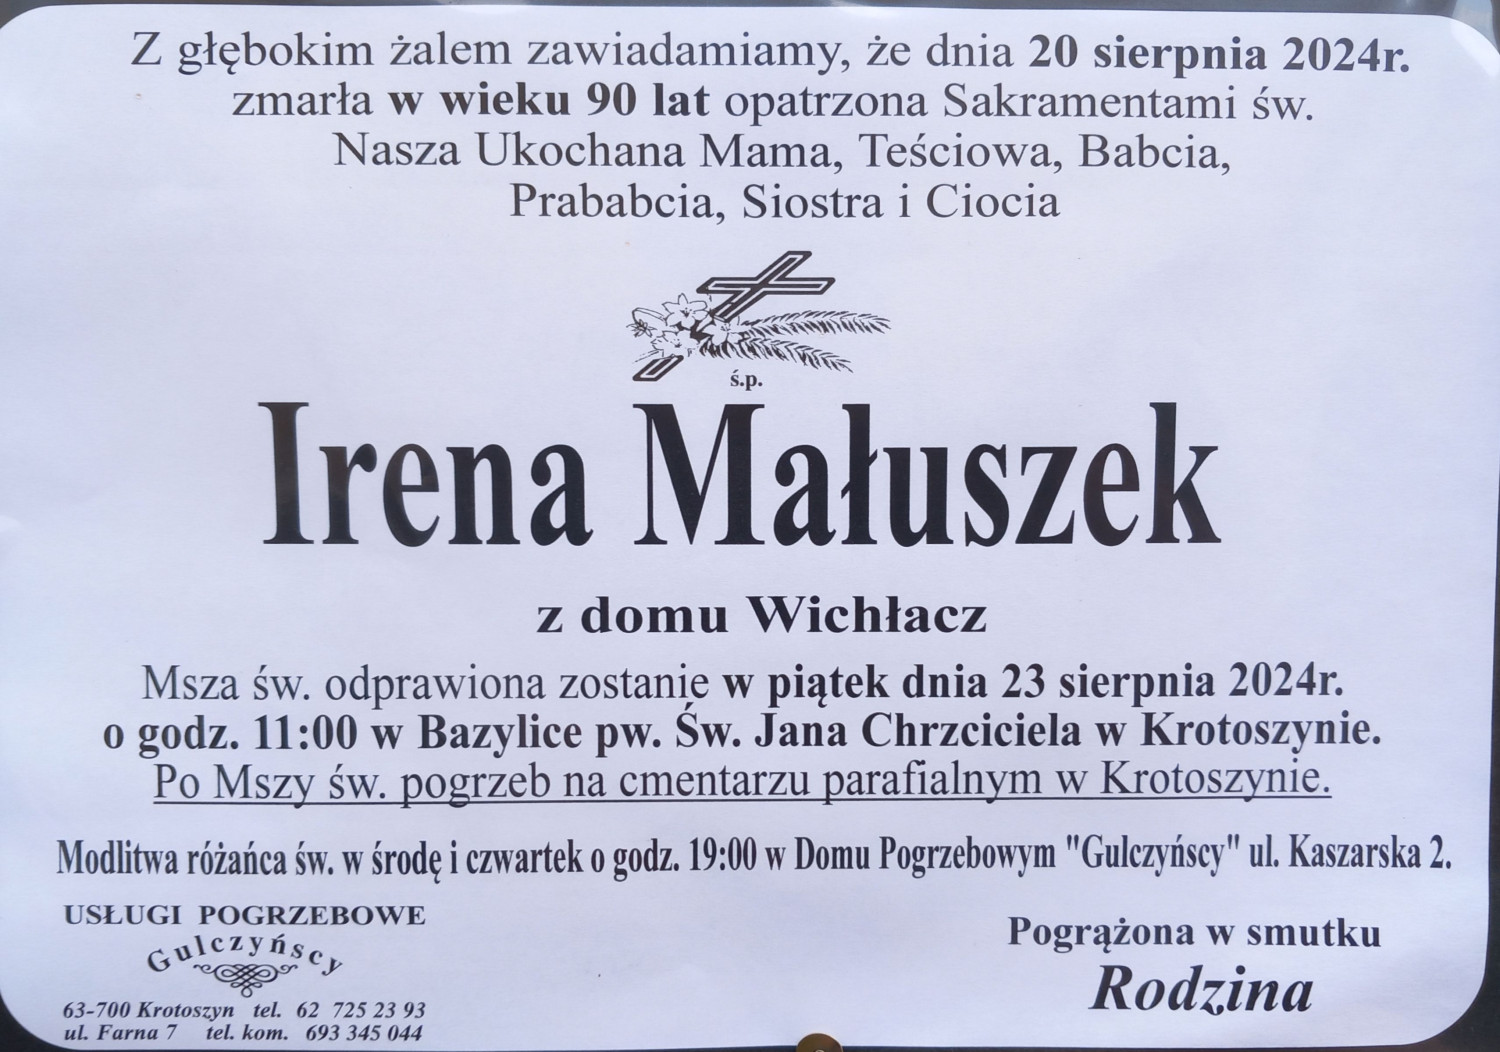 Z głębokim żalem zawiadamiamy, że dnia 20 sierpnia 2024r.
zmarła w wieku 90 lat opatrzona Sakramentami św.
Nasza Ukochana Mama, Teściowa, Babcia,
Prababcia, Siostra i Ciocia
ś.p.
Irena Małuszek
z domu Wichłacz
Msza św. odprawiona zostanie w piątek dnia 23 sierpnia 2024r.
o godz. 11:00 w Bazylice pw. Św. Jana Chrzciciela w Krotoszynie.
Po Mszy św. pogrzeb na cmentarzu parafialnym w Krotoszynie.
Modlitwa różańca św. w środę i czwartek o godz. 19:00 w Domu Pogrzebowym "Gulczyńscy" ul. Kaszarska 2.
USŁUGI POGRZEBOWE
Gulczyńscy
63-700 Krotoszyn tel. 62 725 23 93
ul. Farna 7 tel. kom. 693 345 044
Pogrążona w smutku
Rodzina